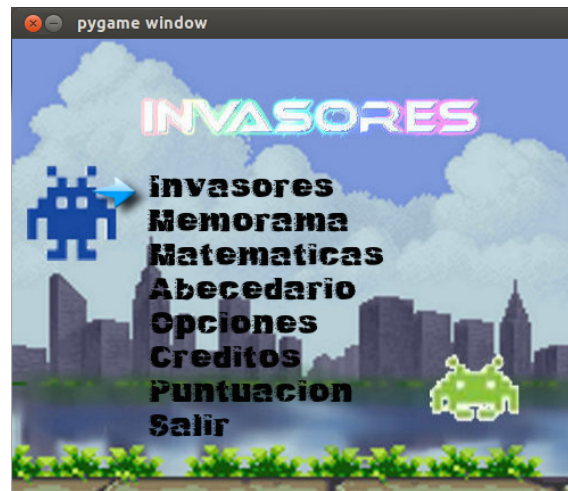 pygame window
INVASORES
Invasores
Memorama
Matematicas
Abecedario
Opciones
Creditos
Puntuacion
Salir